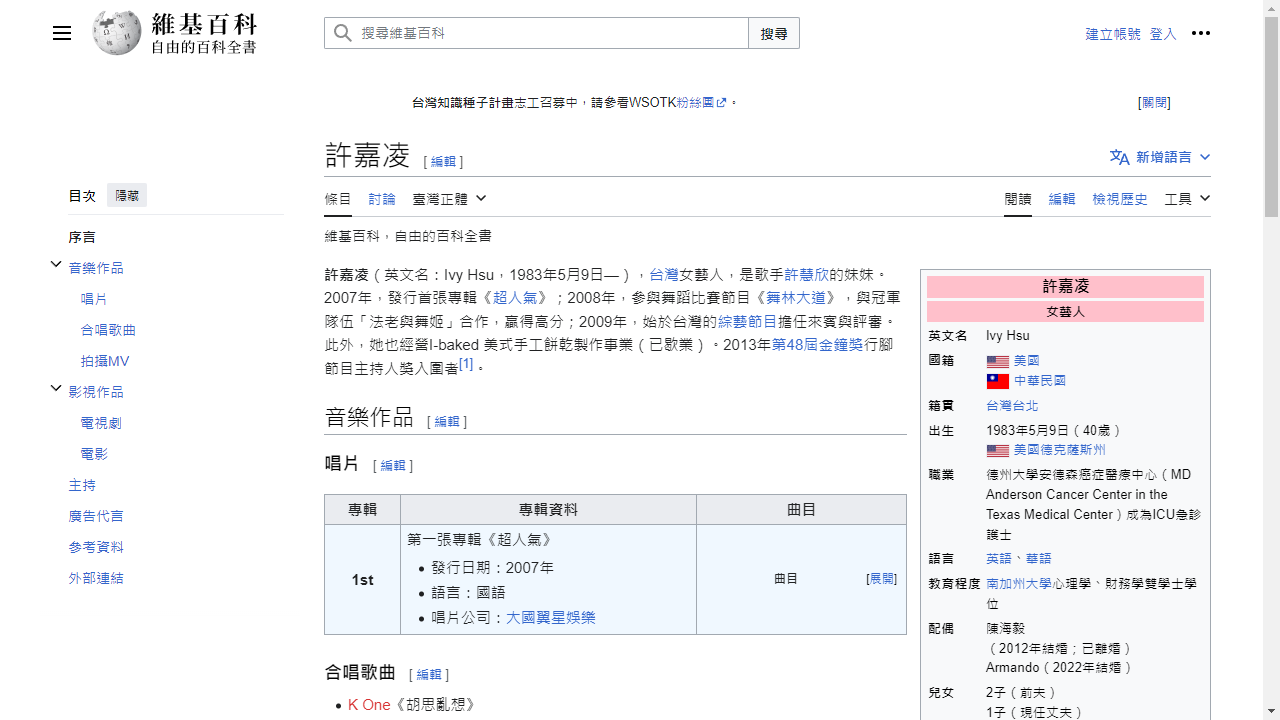 維基百科
自由的百科全書
搜尋維基百科
搜尋
建立帳號 登入
台灣知識種子計畫志工召募中，請參看WSOTK粉絲團。
[關閉]
許嘉凌 [ 編輯 ]
新增語言
目次 隱藏
序言
音樂作品
唱片
合唱歌曲
拍攝MV
影視作品
電視劇
電影
主持
廣告代言
參考資料
外部連結
條目 討論 臺灣正體
閱讀 編輯 檢視歷史 工具
維基百科，自由的百科全書
許嘉凌（英文名：Ivy Hsu，1983年5月9日—），台灣女藝人，是歌手許慧欣的妹妹。
2007年，發行首張專輯《超人氣》；2008年，參與舞蹈比賽節目《舞林大道》，與冠軍
隊伍「法老與舞姬」合作，贏得高分；2009年，始於台灣的綜藝節目擔任來賓與評審。
此外，她也經營I-baked 美式手工餅乾製作事業（已歇業）。2013年第48屆金鐘獎行腳
節目主持人獎入圍者[1]。
音樂作品 [ 編輯 ]
唱片 [ 編輯 ]
專輯 專輯資料 曲目
1st
第一張專輯《超人氣》
發行日期：2007年
語言：國語
唱片公司：大國翼星娛樂
曲目 [展開]
合唱歌曲 [ 編輯 ]
K One《胡思亂想》
許嘉凌
女藝人
英文名 Ivy Hsu
國籍 美國
中華民國
籍貫 台灣台北
出生 1983年5月9日（40歲）
美國德克薩斯州
職業 德州大學安德森癌症醫療中心（MD
Anderson Cancer Center in the
Texas Medical Center）成為ICU急診
護士
語言 英語、華語
教育程度 南加州大學心理學、財務學雙學士學
位
配偶 陳海毅
（2012年結婚；已離婚）
Armando（2022年結婚）
兒女 2子（前夫）
1子（現任丈夫）